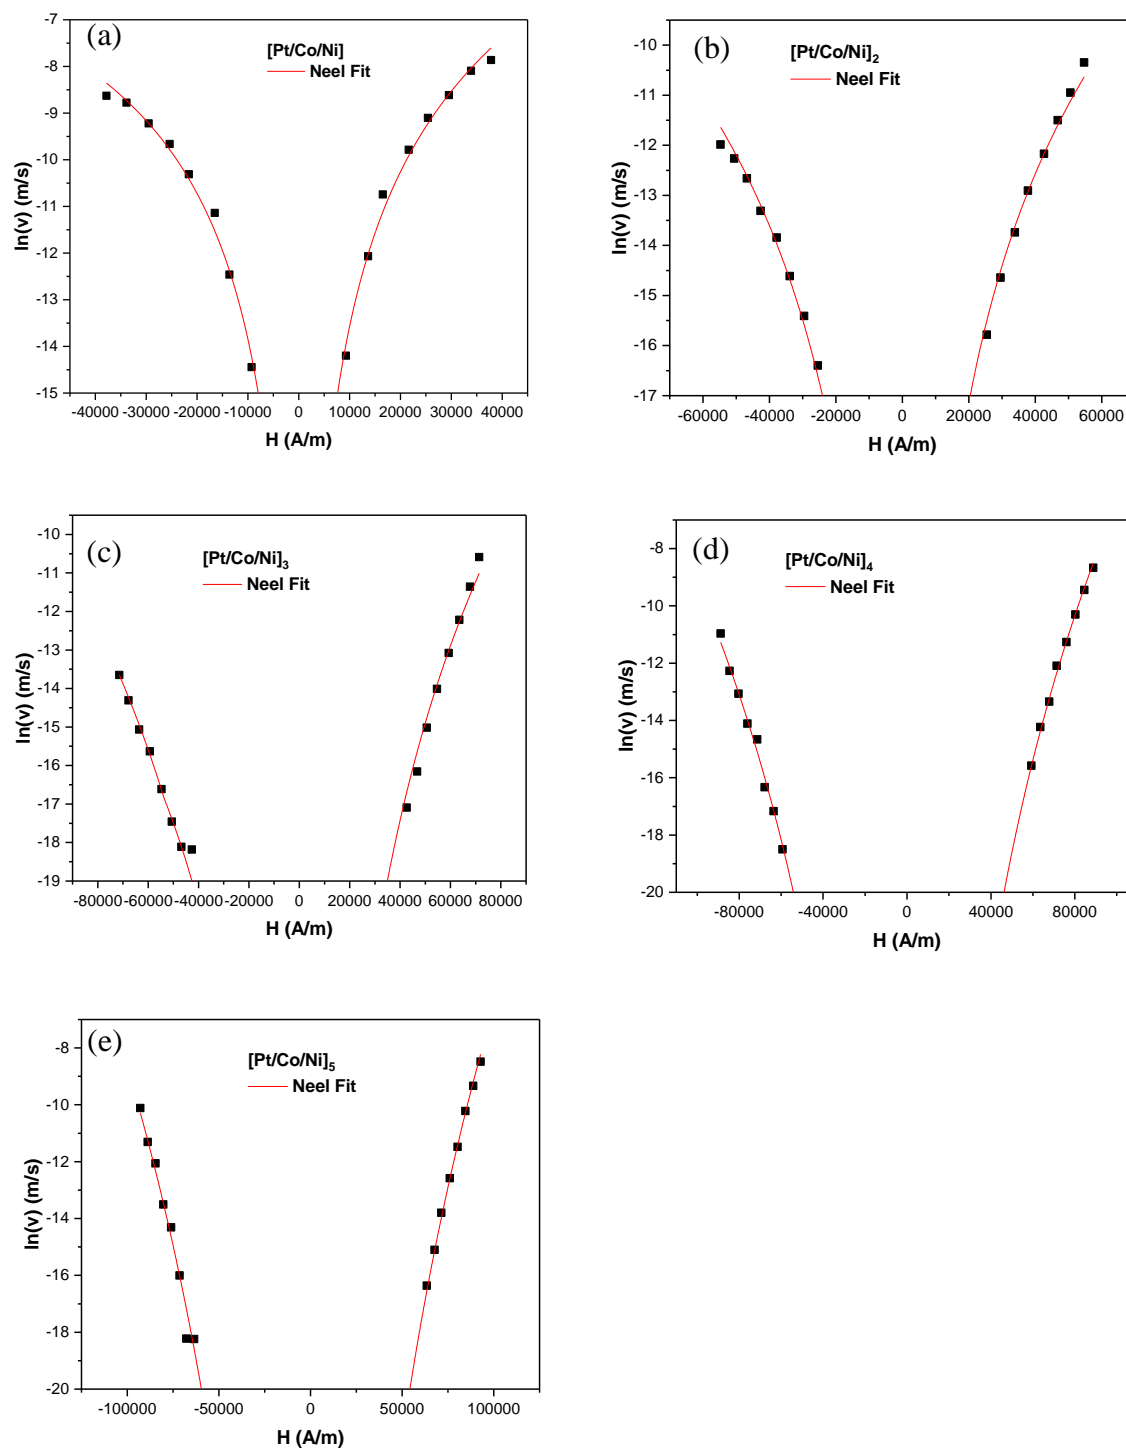 (a)
[Pt/Co/Ni]
Neel Fit
-7
-8
-9
-10
-11
-12
-13
-14
-15
ln(v) (m/s)
-40000 -30000 -20000 -10000 0 10000 20000 30000 40000
H (A/m)
(b)
[Pt/Co/Ni]2
Neel Fit
-10
-11
-12
-13
-14
-15
-16
-17
ln(v) (m/s)
-60000 -40000 -20000 0 20000 40000 60000
H (A/m)
(c)
[Pt/Co/Ni]3
Neel Fit
-10
-11
-12
-13
-14
-15
-16
-17
-18
-19
ln(v) (m/s)
-80000 -60000 -40000 -20000 0 20000 40000 60000 80000
H (A/m)
(d)
[Pt/Co/Ni]4
Neel Fit
-8
-10
-12
-14
-16
-18
-20
ln(v) (m/s)
-80000 -40000 0 40000 80000
H (A/m)
(e)
[Pt/Co/Ni]5
Neel Fit
-8
-10
-12
-14
-16
-18
-20
ln(v) (m/s)
-100000 -50000 0 50000 100000
H (A/m)